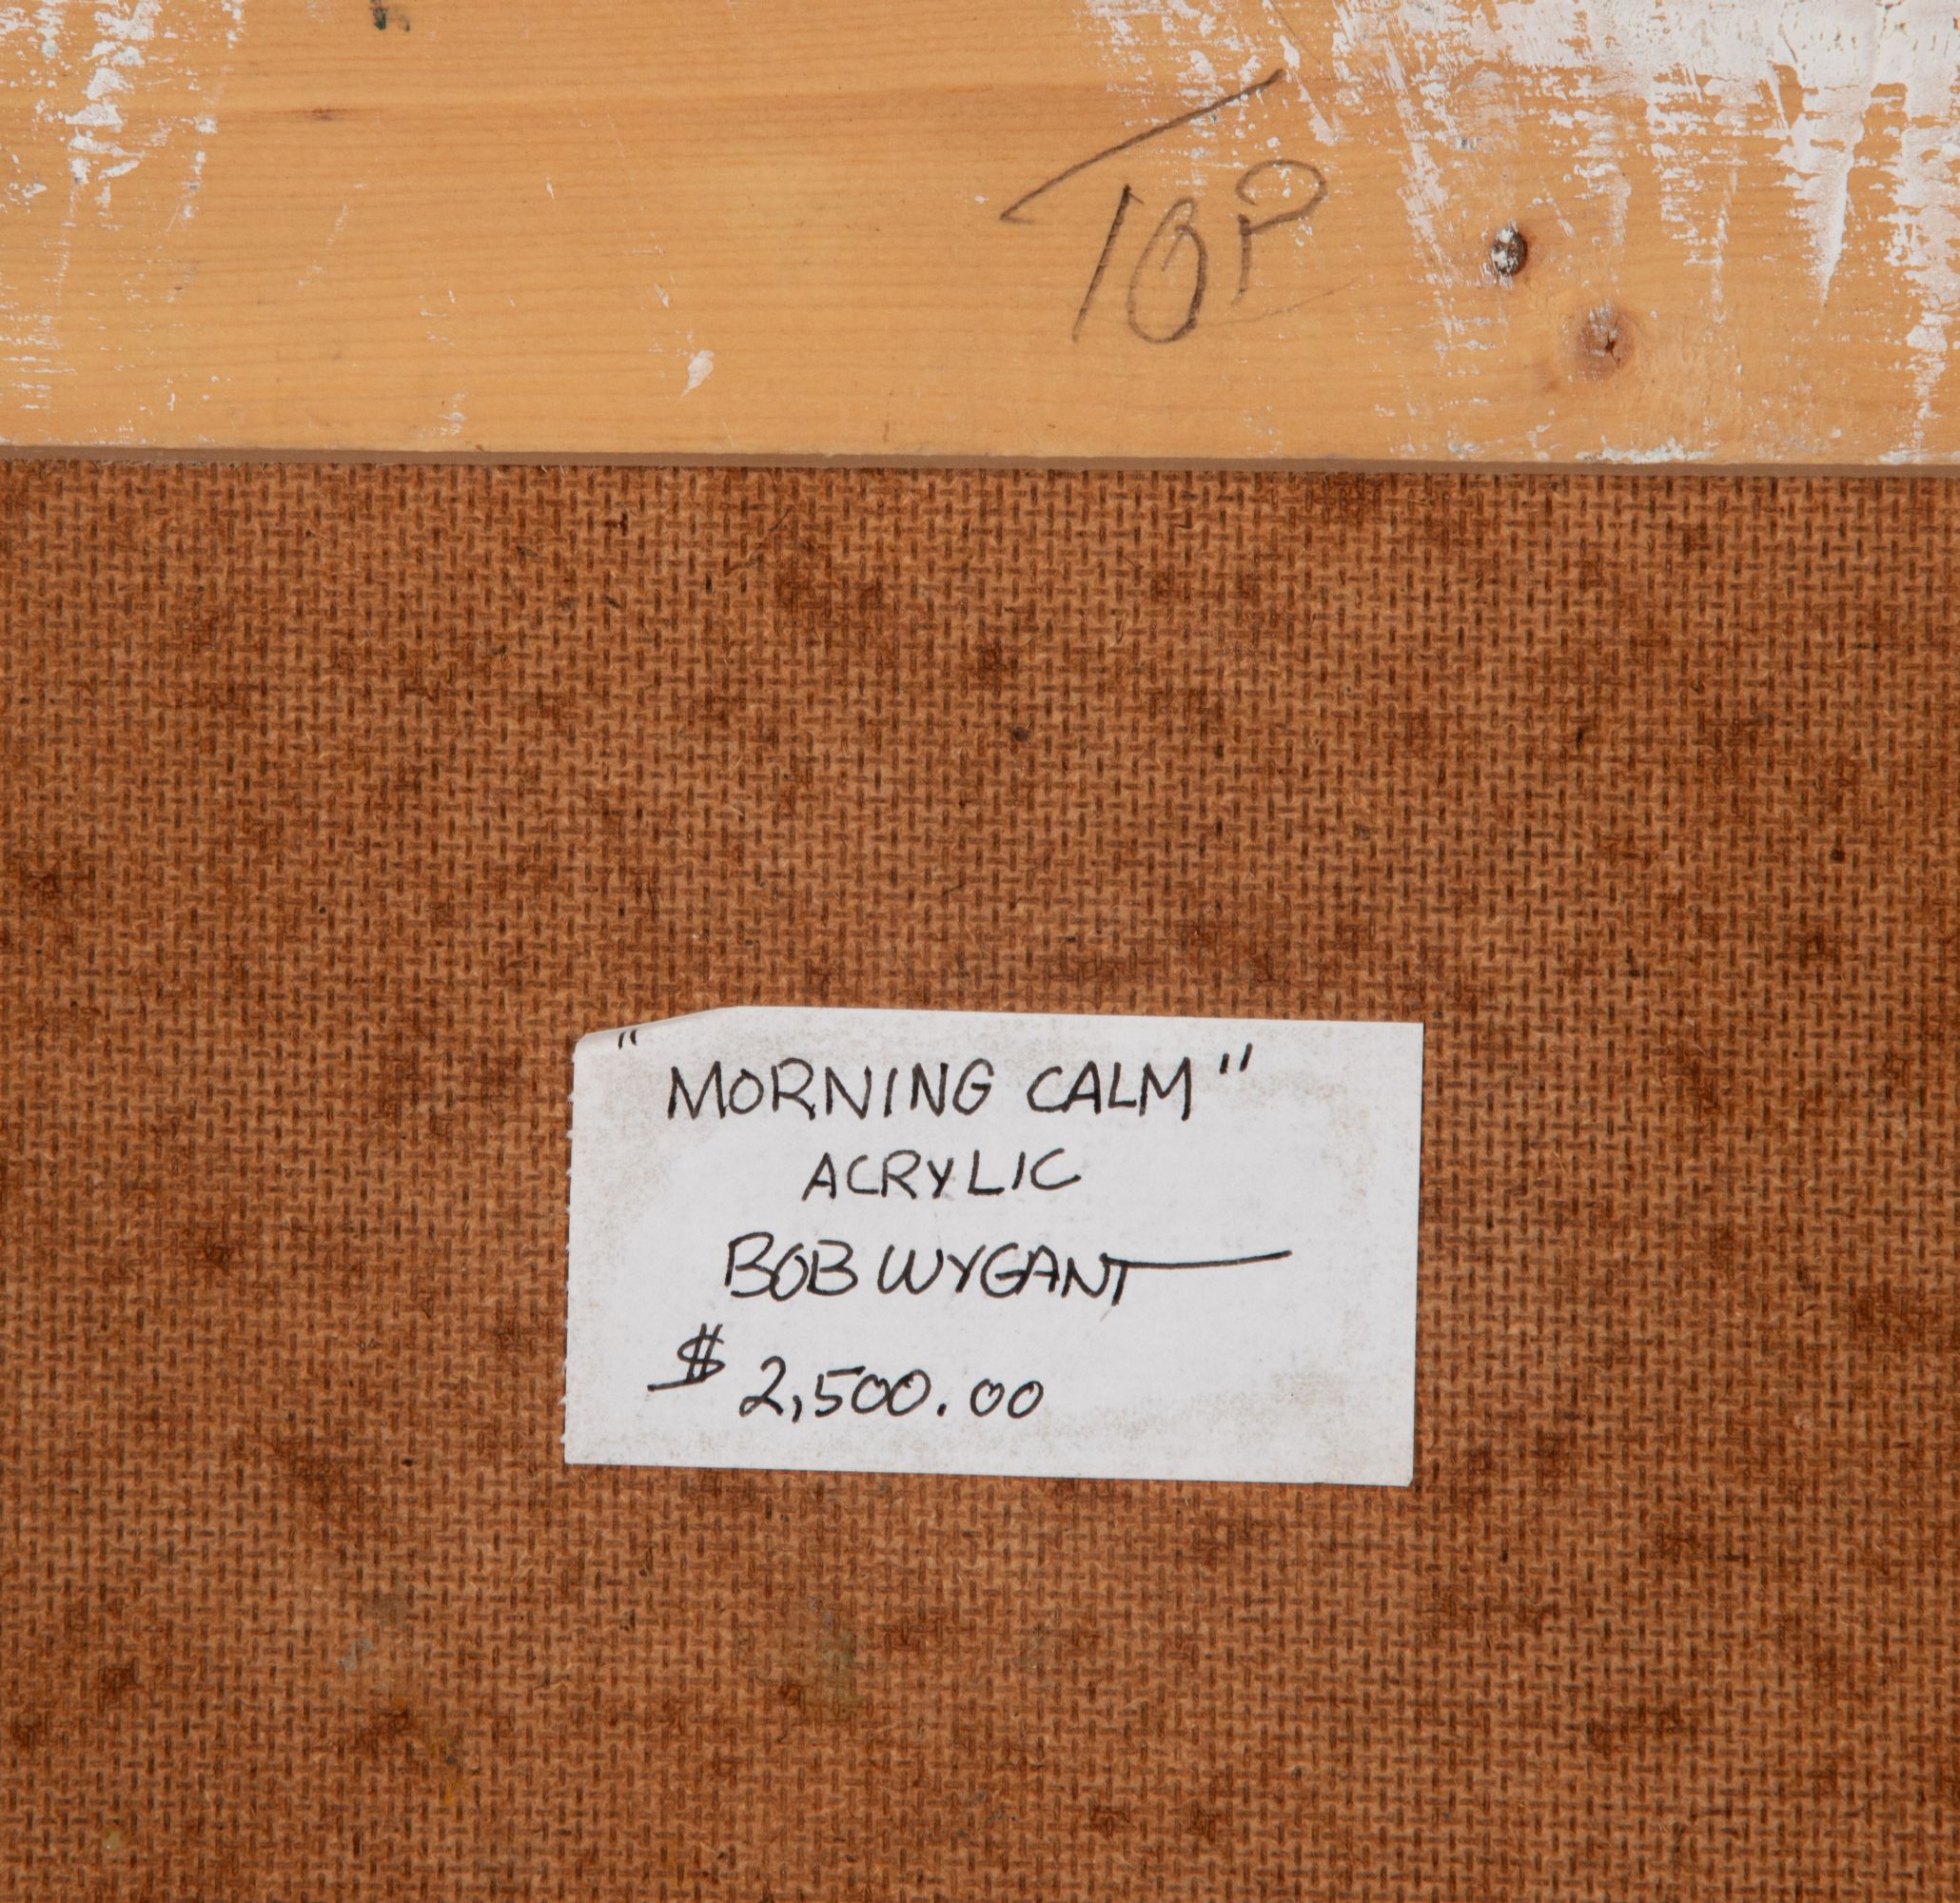 TOP
"MORNING CALM"
ACRYLIC
BOB WYGANT
$ 2,500.00